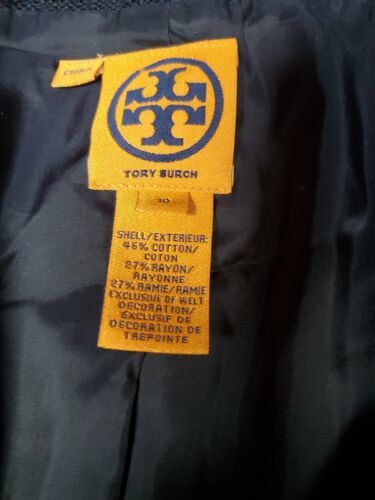 CHINA
TORY BURCH
10
SHELL/EXTERIEUR:
46% COTTON/
COTON
27% RAYON/
RAYONNE
27% RAMIE/RAMIE
EXCLUSIVE OF WELT
DECORATION/
EXCLUSIF DE
DECORATION DE
TREPOINTE